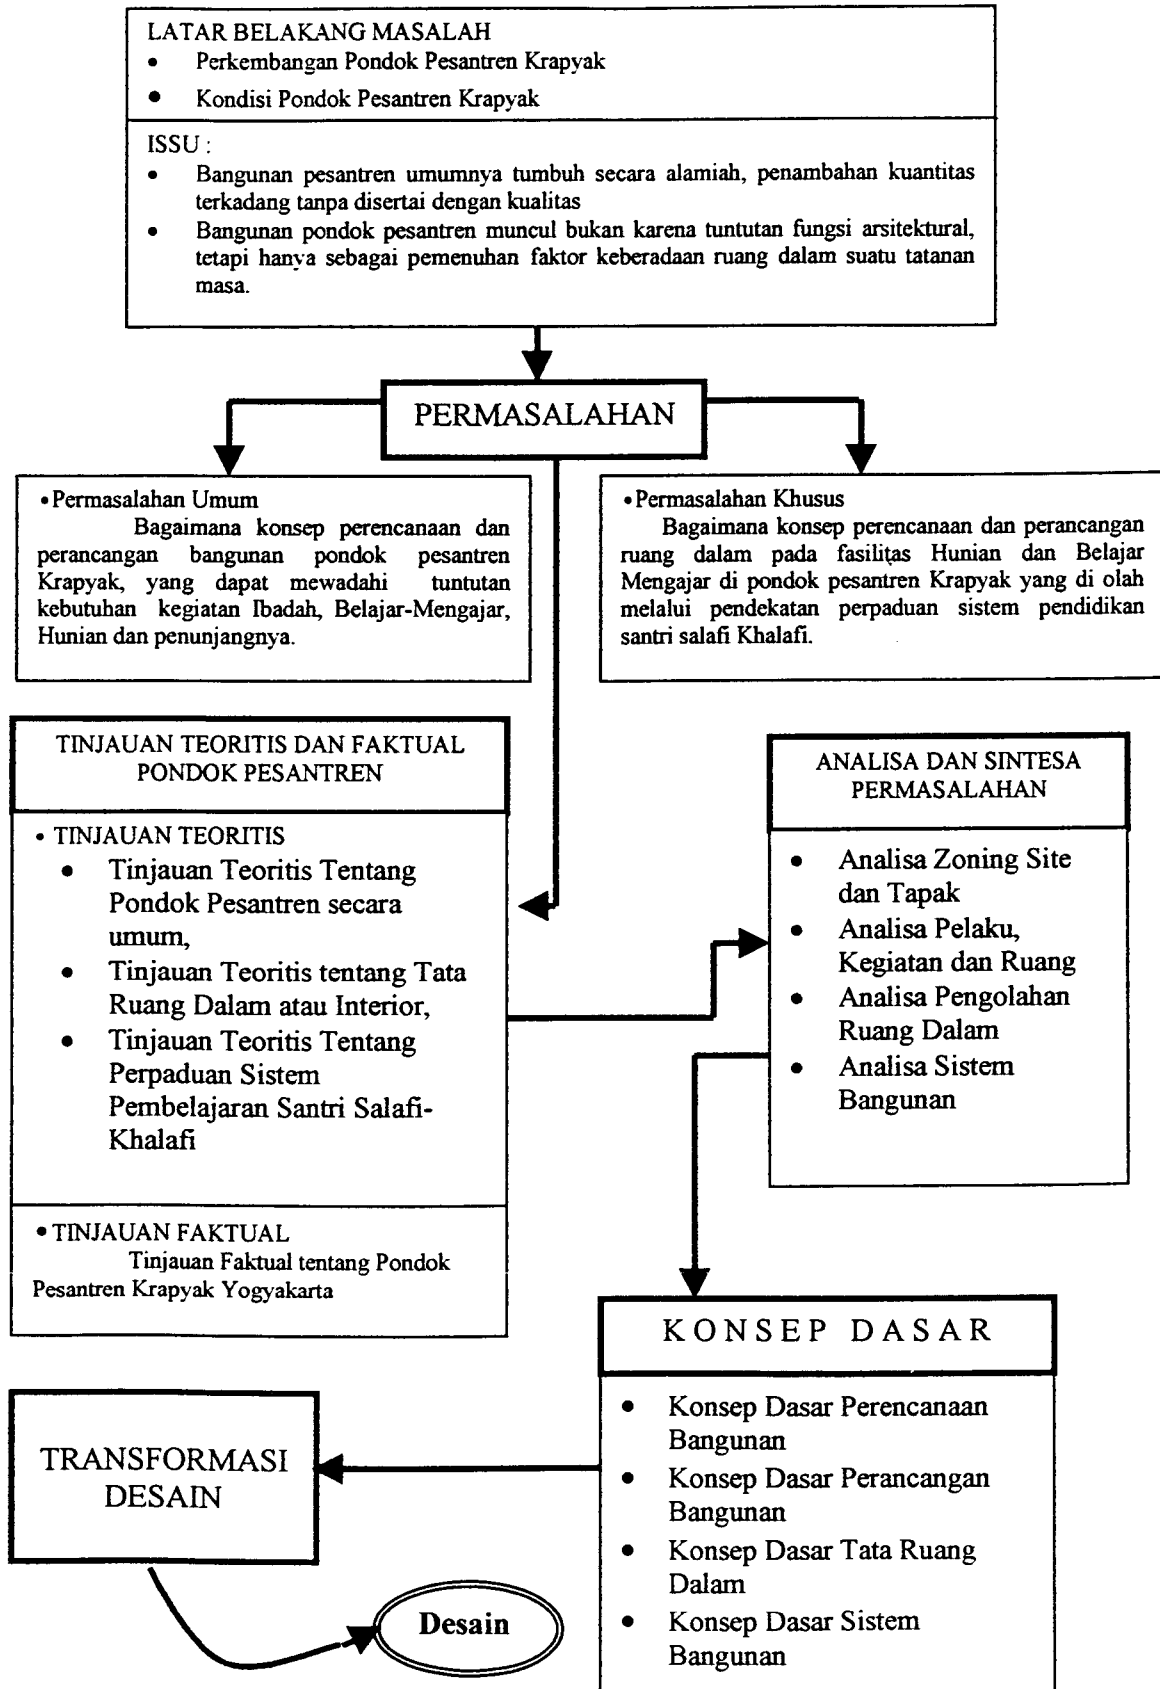 LATAR BELAKANG MASALAH
• Perkembangan Pondok Pesantren Krapyak
• Kondisi Pondok Pesantren Krapyak
ISSU :
• Bangunan pesantren umumnya tumbuh secara alamiah, penambahan kuantitas
terkadang tanpa disertai dengan kualitas
• Bangunan pondok pesantren muncul bukan karena tuntutan fungsi arsitektural,
tetapi hanya sebagai pemenuhan faktor keberadaan ruang dalam suatu tatanan
masa.
PERMASALAHAN
• Permasalahan Umum
Bagaimana konsep perencanaan dan
perancangan bangunan pondok pesantren
Krapyak, yang dapat mewadahi tuntutan
kebutuhan kegiatan Ibadah, Belajar-Mengajar,
Hunian dan penunjangnya.
• Permasalahan Khusus
Bagaimana konsep perencanaan dan perancangan
ruang dalam pada fasilitas Hunian dan Belajar
Mengajar di pondok pesantren Krapyak yang di olah
melalui pendekatan perpaduan sistem pendidikan
santri salafi Khalafi.
TINJAUAN TEORITIS DAN FAKTUAL
PONDOK PESANTREN
• TINJAUAN TEORITIS
• Tinjauan Teoritis Tentang
Pondok Pesantren secara
umum,
• Tinjauan Teoritis tentang Tata
Ruang Dalam atau Interior,
• Tinjauan Teoritis Tentang
Perpaduan Sistem
Pembelajaran Santri Salafi-
Khalafi
• TINJAUAN FAKTUAL
Tinjauan Faktual tentang Pondok
Pesantren Krapyak Yogyakarta
ANALISA DAN SINTESA
PERMASALAHAN
• Analisa Zoning Site
dan Tapak
• Analisa Pelaku,
Kegiatan dan Ruang
• Analisa Pengolahan
Ruang Dalam
• Analisa Sistem
Bangunan
KONSEP DASAR
• Konsep Dasar Perencanaan
Bangunan
• Konsep Dasar Perancangan
Bangunan
• Konsep Dasar Tata Ruang
Dalam
• Konsep Dasar Sistem
Bangunan
TRANSFORMASI
DESAIN
Desain